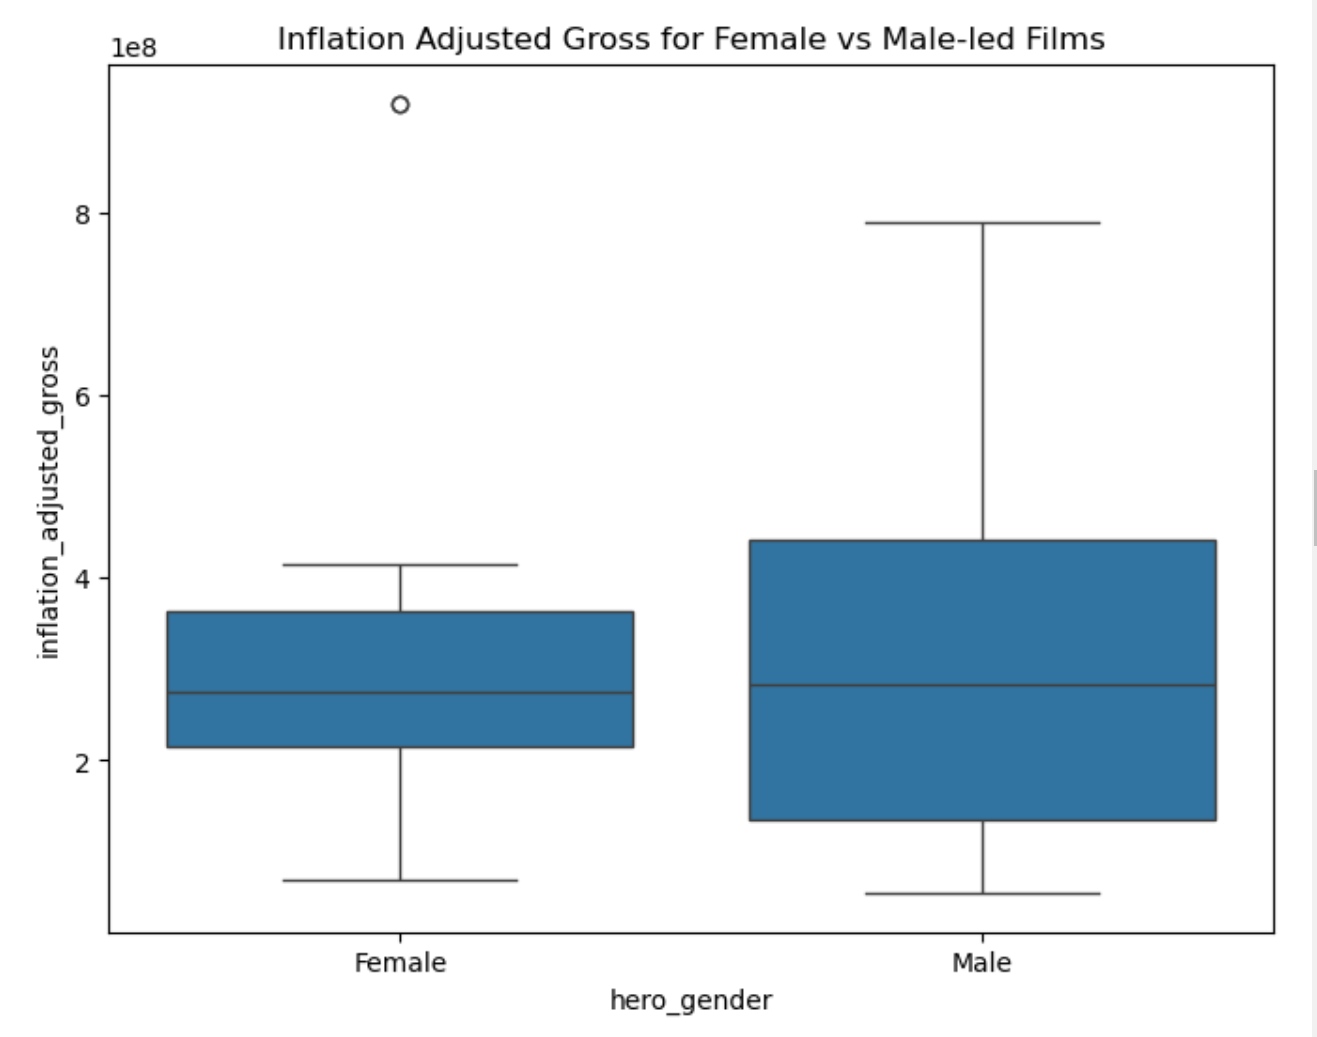 Inflation Adjusted Gross for Female vs Male-led Films
1e8
8
6
4
2
inflation_adjusted_gross
Female
Male
hero_gender